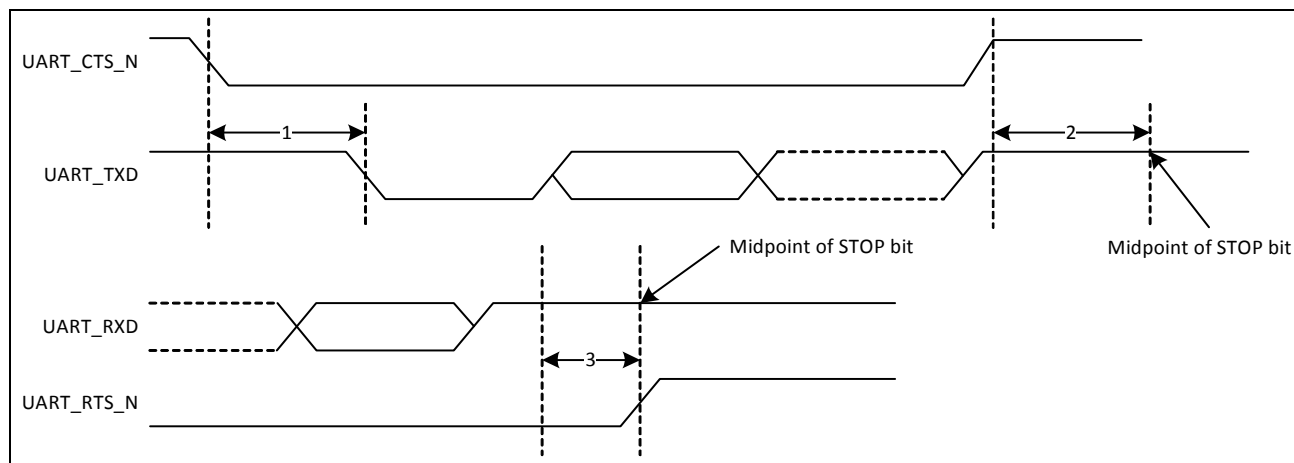 UART_CTS_N
1
2
UART_TXD
Midpoint of STOP bit
Midpoint of STOP bit
UART_RXD
3
UART_RTS_N